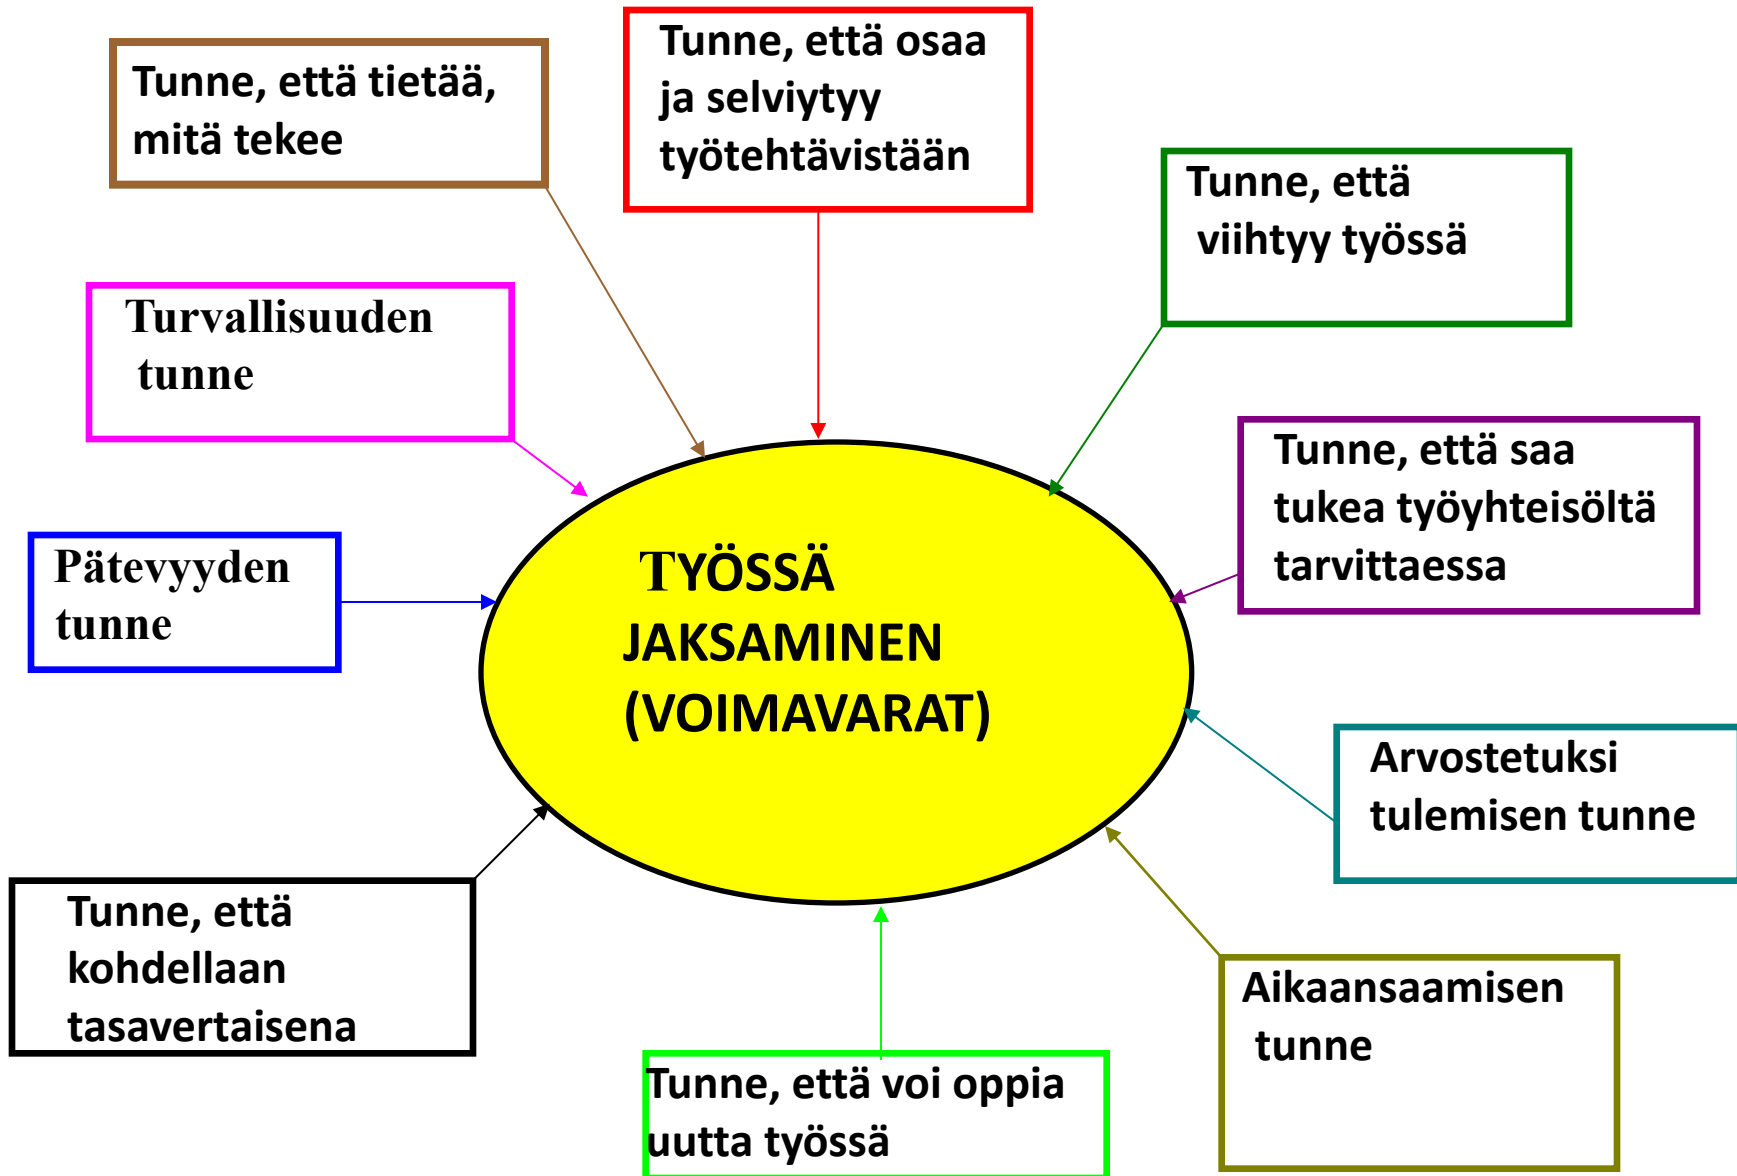 Tunne, että tietää,
mitä tekee
Tunne, että osaa
ja selviytyy
työtehtävistään
Tunne, että
viihtyy työssä
Turvallisuuden
tunne
Tunne, että saa
tukea työyhteisöltä
tarvittaessa
Pätevyyden
tunne
TYÖSSÄ
JAKSAMINEN
(VOIMAVARAT)
Arvostetuksi
tulemisen tunne
Tunne, että
kohdellaan
tasavertaisena
Aikaansaamisen
tunne
Tunne, että voi oppia
uutta työssä